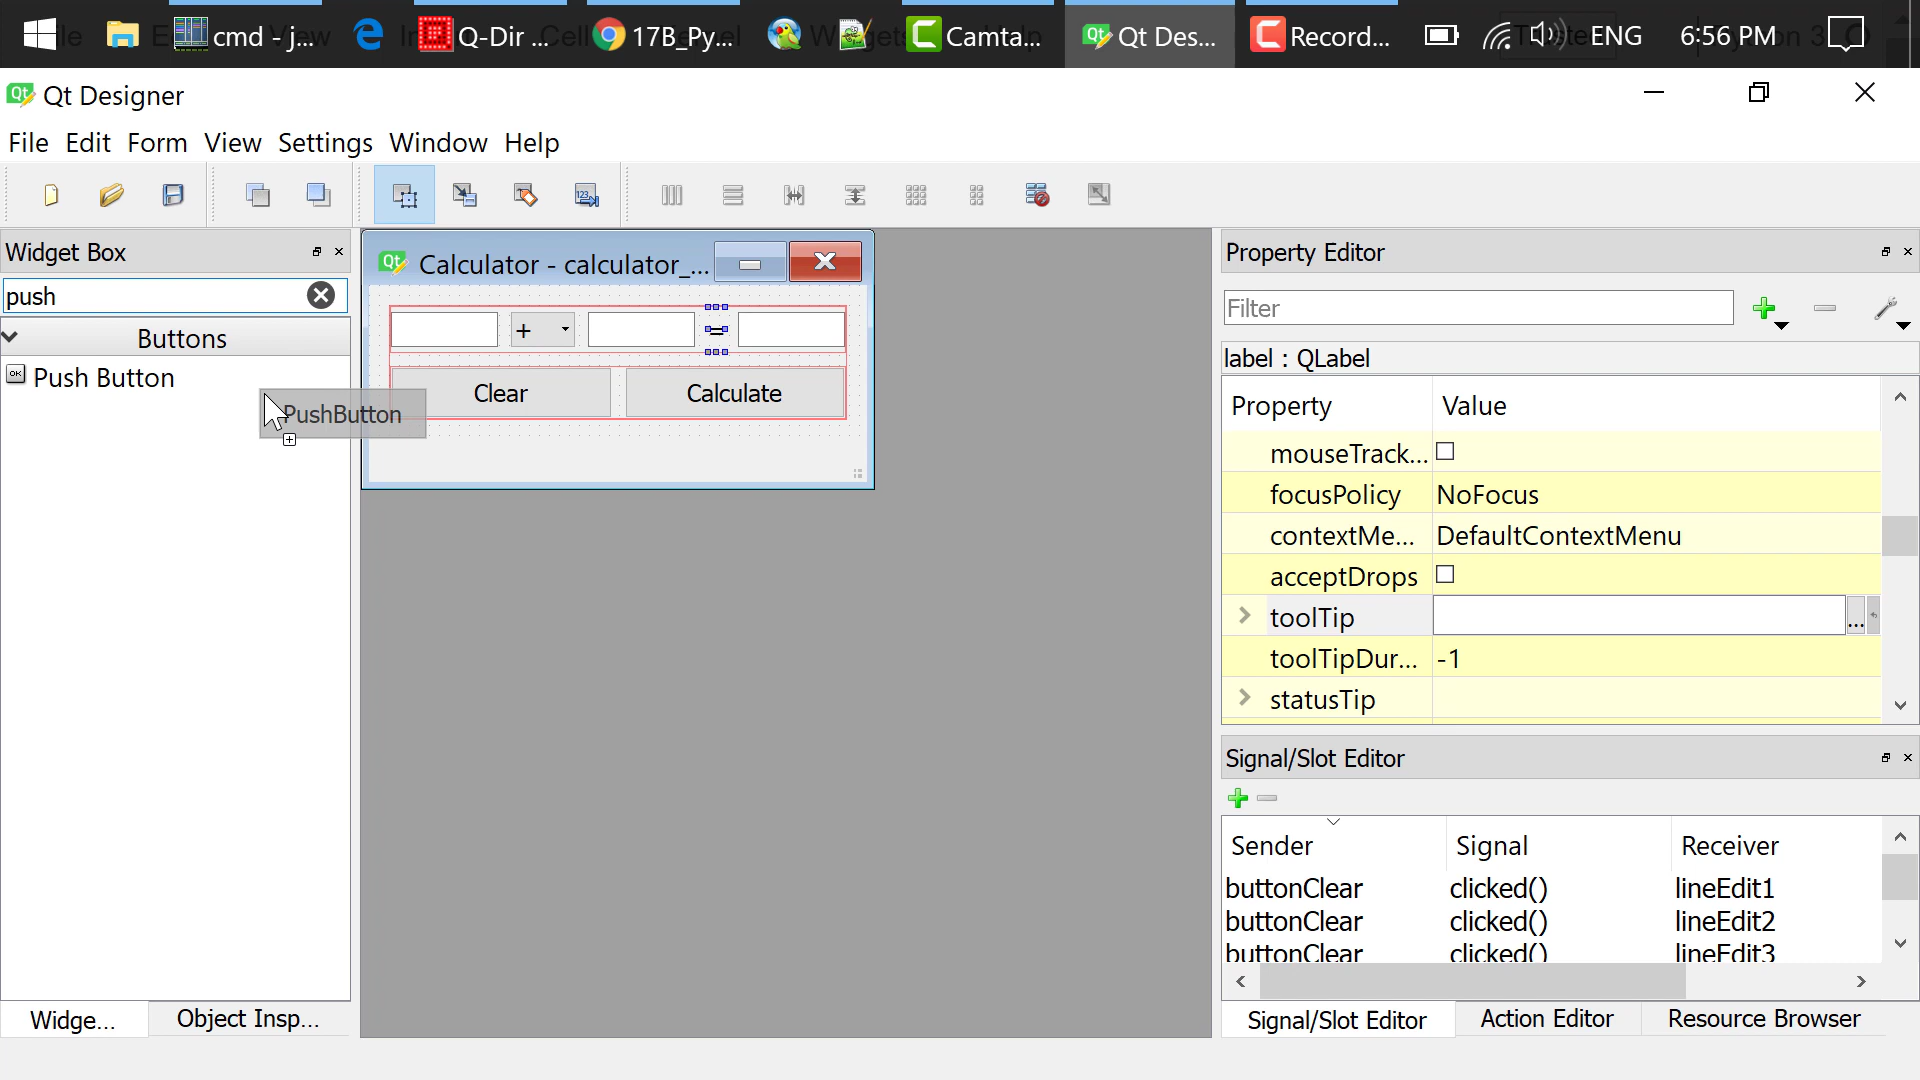 cmd - j...
Q-Dir ...
17B_Py...
Camta...
Qt Des...
Record...
ENG
6:56 PM
Qt Designer
File Edit Form View Settings Window Help
Widget Box
push
Buttons
Push Button
PushButton
Widge...
Object Insp...
Calculator - calculator_...
+
=
Clear
Calculate
Property Editor
Filter
label : QLabel
Property Value
mouseTrack...
focusPolicy NoFocus
contextMe... DefaultContextMenu
acceptDrops
toolTip ...
toolTipDur... -1
statusTip
Signal/Slot Editor
Sender Signal Receiver
buttonClear clicked() lineEdit1
buttonClear clicked() lineEdit2
buttonClear clicked() lineEdit3
Signal/Slot Editor
Action Editor
Resource Browser